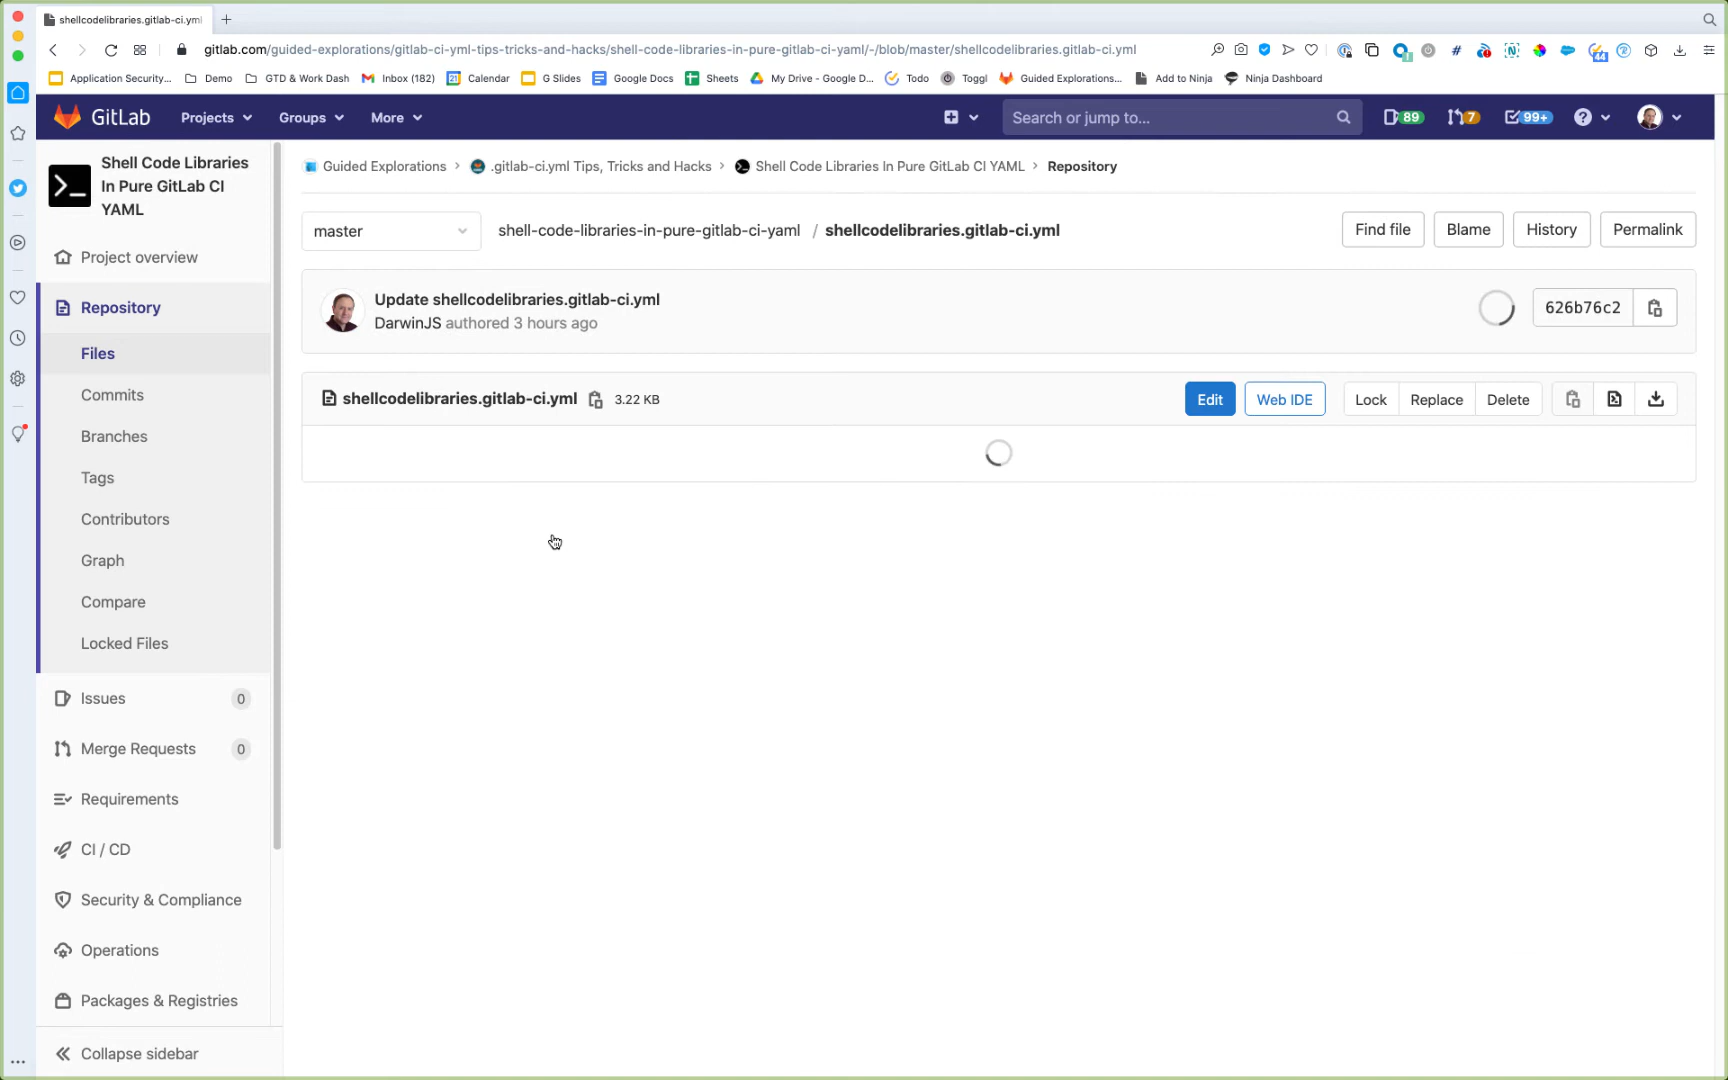 shellcodelibraries.gitlab-ci.yml
gitlab.com/guided-explorations/gitlab-ci-yml-tips-tricks-and-hacks/shell-code-libraries-in-pure-gitlab-ci-yaml/-/blob/master/shellcodelibraries.gitlab-ci.yml
44
Application Security... Demo GTD & Work Dash Inbox (182) Calendar G Slides Google Docs Sheets My Drive - Google D... Todo Toggl Guided Explorations... Add to Ninja Ninja Dashboard
GitLab Projects Groups More Search or jump to... 89 7 99+
Shell Code Libraries In Pure GitLab CI YAML
Guided Explorations > .gitlab-ci.yml Tips, Tricks and Hacks > Shell Code Libraries In Pure GitLab CI YAML > Repository
master shell-code-libraries-in-pure-gitlab-ci-yaml / shellcodelibraries.gitlab-ci.yml Find file Blame History Permalink
Update shellcodelibraries.gitlab-ci.yml
DarwinJS authored 3 hours ago
626b76c2
shellcodelibraries.gitlab-ci.yml 3.22 KB Edit Web IDE Lock Replace Delete
Project overview
Repository
Files
Commits
Branches
Tags
Contributors
Graph
Compare
Locked Files
Issues 0
Merge Requests 0
Requirements
CI / CD
Security & Compliance
Operations
Packages & Registries
Collapse sidebar